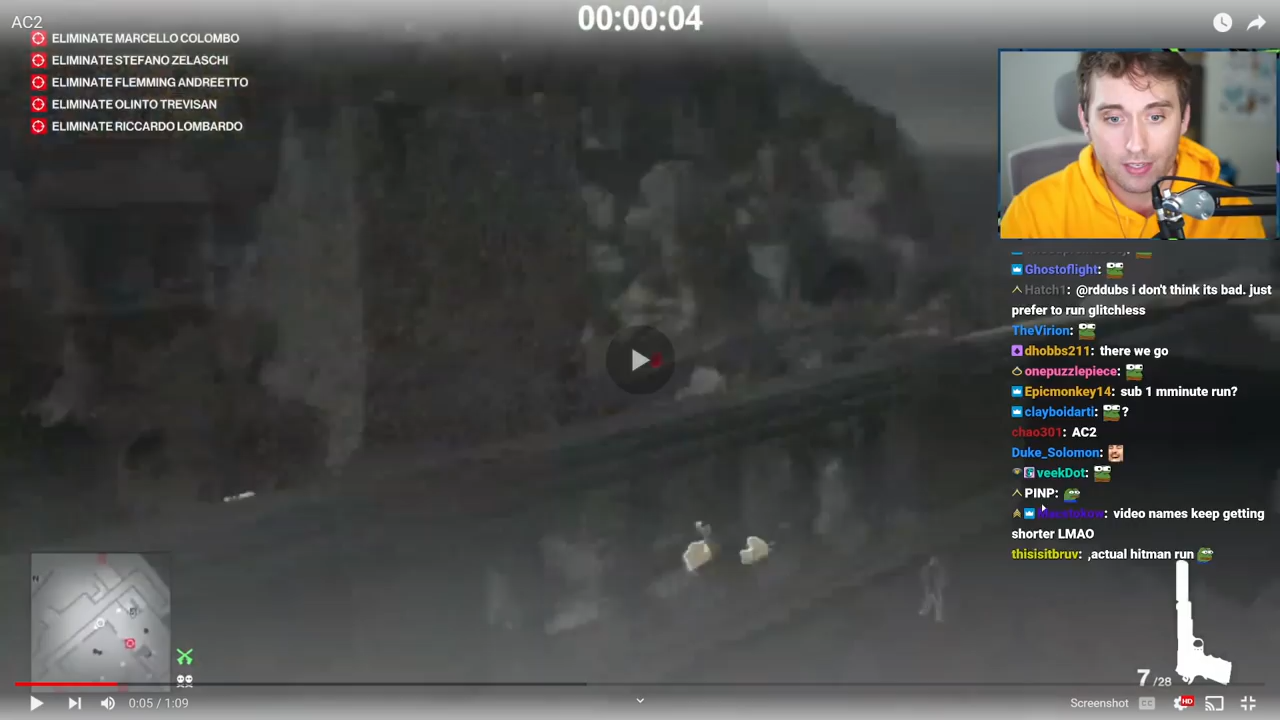 AC2
00:00:04
ELIMINATE MARCELLO COLOMBO
ELIMINATE STEFANO ZELASCHI
ELIMINATE FLEMMING ANDREETTO
ELIMINATE OLINTO TREVISAN
ELIMINATE RICCARDO LOMBARDO
Ghostoflight:
Hatch1: @rddubs i don't think its bad. just
prefer to run glitchless
TheVirion:
dhobbs211: there we go
onepuzzlepiece:
Epicmonkey14: sub 1 mminute run?
clayboidarti: ?
chao301: AC2
Duke_Solomon:
veekDot:
PINP:
: video names keep getting
shorter LMAO
thisisitbruv: ,actual hitman run
N
7/28
0:05 / 1:09
Screenshot
CC
HD